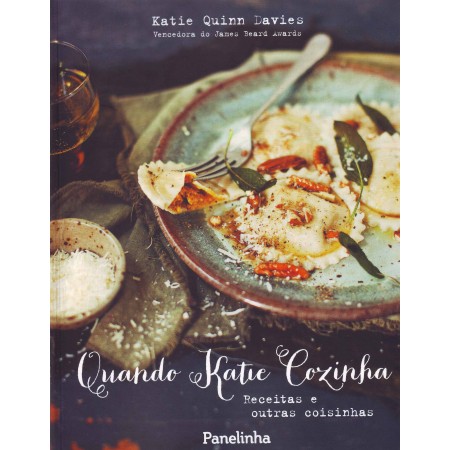 Katie Quinn Davies
Vencedora do James Beard Awards
Quando Katie Cozinha
Receitas e
outras coisinhas
Panelinha